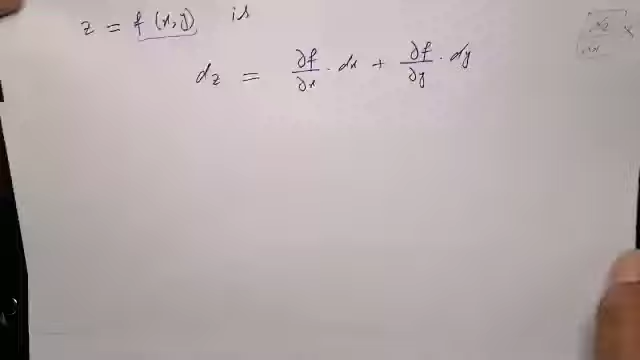 z = f (x,y) is
dz = ∂f/∂x · dx + ∂f/∂y · dy